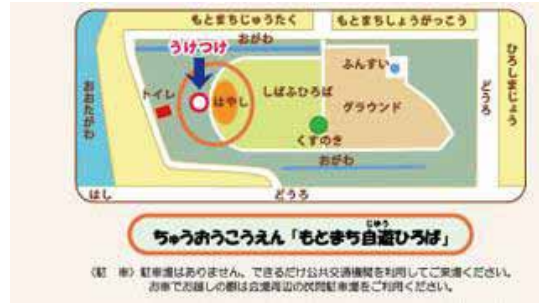 もとまちじゅうたく
もとまちしょうがっこう
おがわ
うけつけ
ふんすい
ひろしまじょう
おおたがわ
トイレ
はやし
しばふひろば
グラウンド
どうろ
くすのき
おがわ
はし
どうろ
じゆう
ちゅうおうこうえん「もとまち自遊ひろば」
〈駐 車〉駐車場はありません。できるだけ公共交通機関を利用してご来場ください。
お車でお越しの際は会場周辺の民間駐車場をご利用ください。